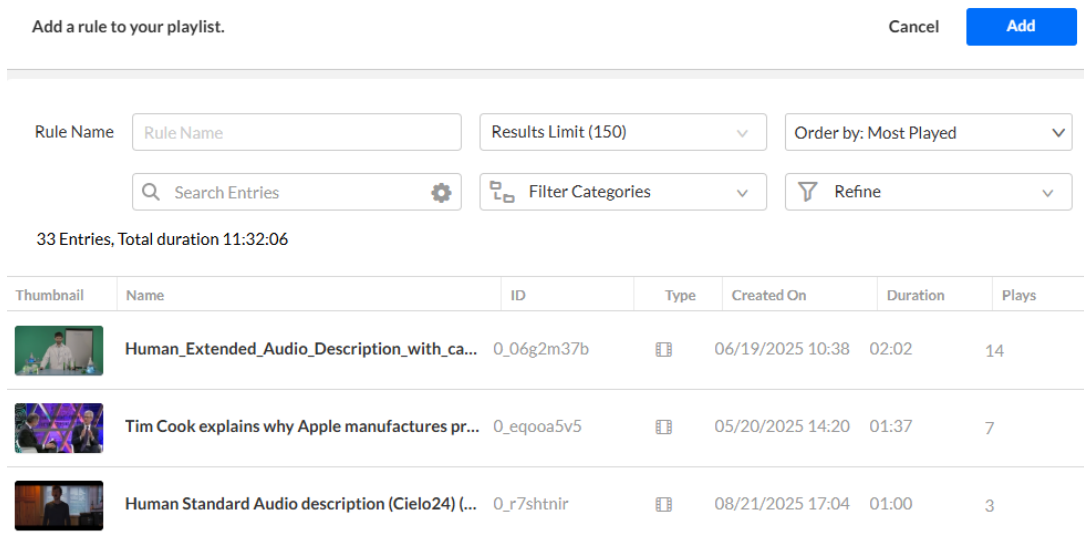 Add a rule to your playlist. Cancel Add
Rule Name Rule Name Results Limit (150) Order by: Most Played
Search Entries Filter Categories Refine
33 Entries, Total duration 11:32:06
Thumbnail Name ID Type Created On Duration Plays
Human_Extended_Audio_Description_with_ca... 0_06g2m37b 06/19/2025 10:38 02:02 14
Tim Cook explains why Apple manufactures pr... 0_eqooa5v5 05/20/2025 14:20 01:37 7
Human Standard Audio description (Cielo24) (... 0_r7shtnir 08/21/2025 17:04 01:00 3